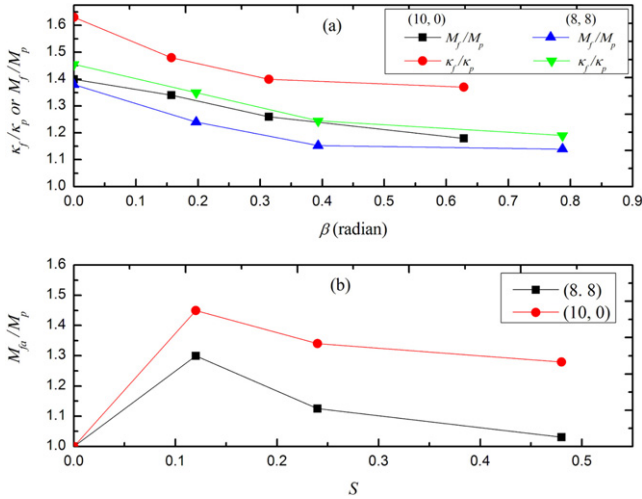 (a)
(10, 0) (8, 8)
M_f/M_p M_f/M_p
κ_f/κ_p κ_f/κ_p
κ_f/κ_p or M_f/M_p
1.6
1.5
1.4
1.3
1.2
1.1
1.0
0.0 0.1 0.2 0.3 0.4 0.5 0.6 0.7 0.8 0.9
β (radian)
(b)
(8. 8)
(10, 0)
M_fa/M_p
1.6
1.5
1.4
1.3
1.2
1.1
1.0
0.0 0.1 0.2 0.3 0.4 0.5
S